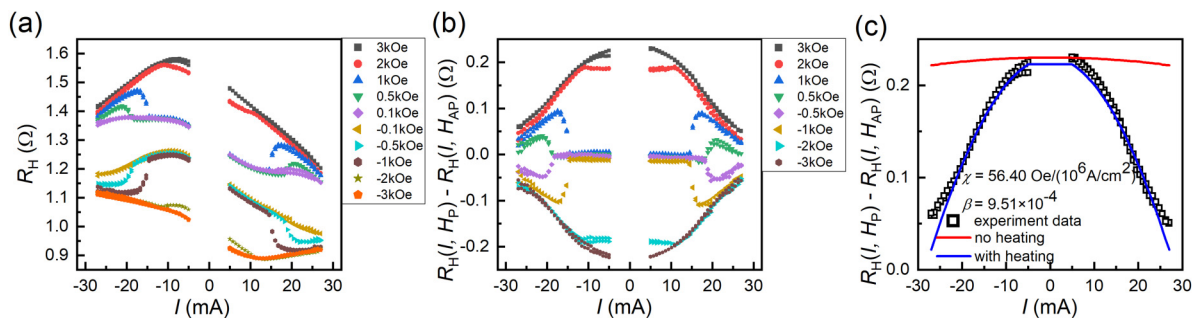 (a)
1.6
1.5
1.4
1.3
1.2
1.1
1.0
0.9
R_H (Ω)
-30 -20 -10 0 10 20 30
I (mA)
3kOe
2kOe
1kOe
0.5kOe
0.1kOe
-0.1kOe
-0.5kOe
-1kOe
-2kOe
-3kOe
(b)
0.2
0.1
0.0
-0.1
-0.2
R_H(I, H_P) - R_H(I, H_AP) (Ω)
-30 -20 -10 0 10 20 30
I (mA)
3kOe
2kOe
1kOe
0.5kOe
-0.5kOe
-1kOe
-2kOe
-3kOe
(c)
0.2
0.1
0.0
R_H(I, H_P) - R_H(I, H_AP) (Ω)
χ = 56.40 Oe/(10^6A/cm^2)
β = 9.51×10^-4
experiment data
no heating
with heating
-30 -20 -10 0 10 20 30
I (mA)